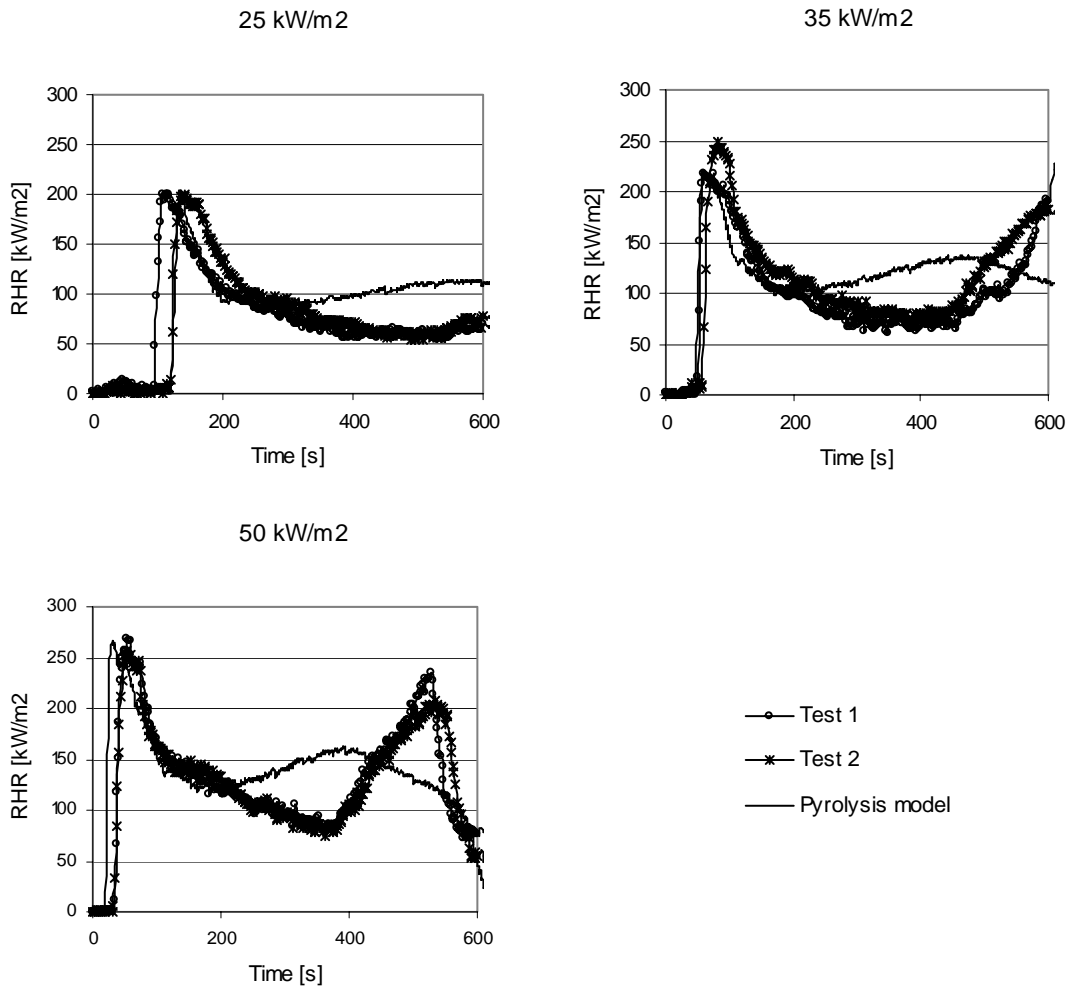 25 kW/m2
35 kW/m2
300
250
200
150
100
50
0
RHR [kW/m2]
0 200 400 600
Time [s]
300
250
200
150
100
50
0
RHR [kW/m2]
0 200 400 600
Time [s]
50 kW/m2
300
250
200
150
100
50
0
RHR [kW/m2
0 200 400 600
Time [s]
Test 1
Test 2
Pyrolysis model